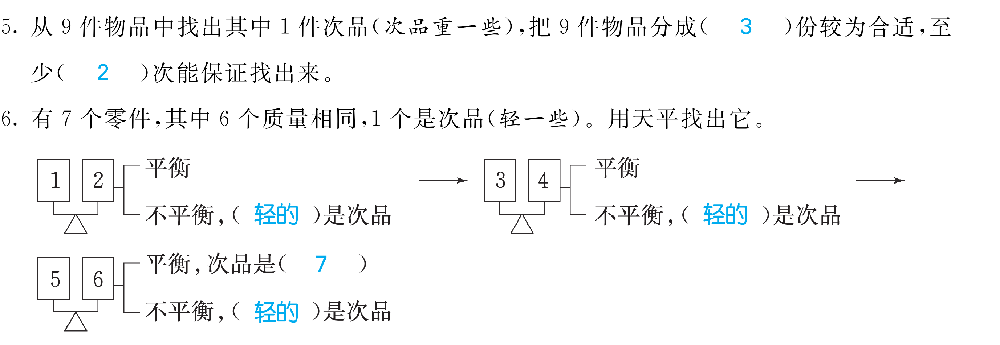 5. 从 9 件物品中找出其中 1 件次品(次品重一些),把 9 件物品分成( 3 )份较为合适,至
少( 2 )次能保证找出来。
6. 有 7 个零件,其中 6 个质量相同,1 个是次品(轻一些)。用天平找出它。
1 2 平衡 → 3 4 平衡 →
不平衡,( 轻的 )是次品 不平衡,( 轻的 )是次品
5 6 平衡,次品是( 7 )
不平衡,( 轻的 )是次品